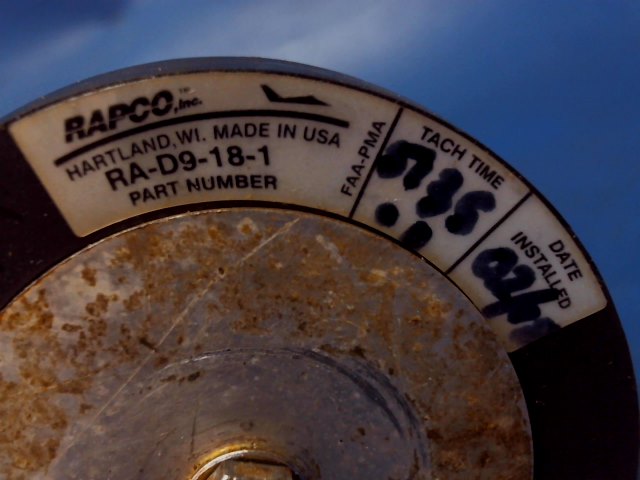 RAPCO, Inc.™
HARTLAND, WI. MADE IN USA
RA-D9-18-1
PART NUMBER
FAA-PMA
TACH TIME
DATE
INSTALLED